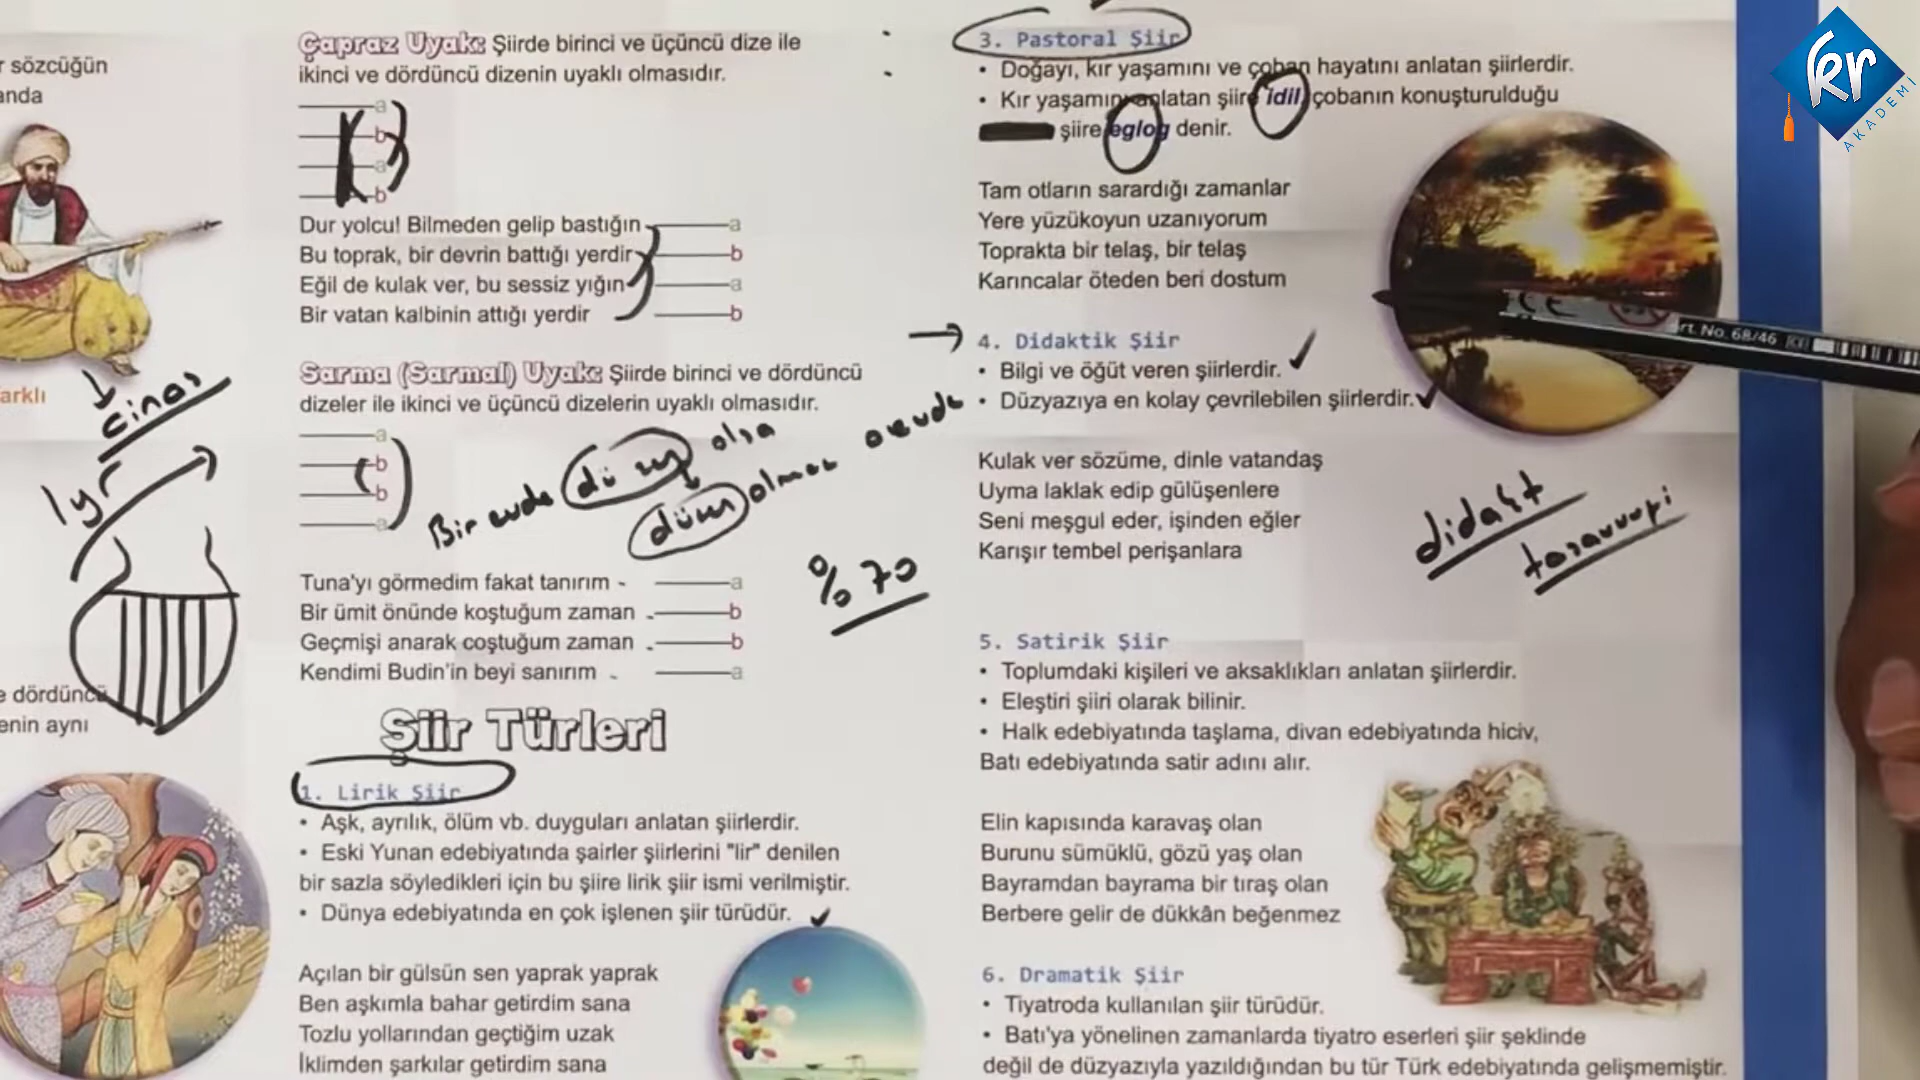 r sözcüğün
anda
arklı
cinas
lyr
e dördüncü
enin aynı
Çapraz Uyak: Şiirde birinci ve üçüncü dize ile
ikinci ve dördüncü dizenin uyaklı olmasıdır.
a
b
a
b
Dur yolcu! Bilmeden gelip bastığın a
Bu toprak, bir devrin battığı yerdir b
Eğil de kulak ver, bu sessiz yığın a
Bir vatan kalbinin attığı yerdir b
Sarma (Sarmal) Uyak: Şiirde birinci ve dördüncü
dizeler ile ikinci ve üçüncü dizelerin uyaklı olmasıdır.
a
b
b
a
Bir evde olsa
olmaz
%70
Tuna'yı görmedim fakat tanırım - a
Bir ümit önünde koştuğum zaman - b
Geçmişi anarak coştuğum zaman - b
Kendimi Budin'in beyi sanırım - a
Şiir Türleri
1. Lirik Şiir
• Aşk, ayrılık, ölüm vb. duyguları anlatan şiirlerdir.
• Eski Yunan edebiyatında şairler şiirlerini "lir" denilen
bir sazla söyledikleri için bu şiire lirik şiir ismi verilmiştir.
• Dünya edebiyatında en çok işlenen şiir türüdür.
Açılan bir gülsün sen yaprak yaprak
Ben aşkımla bahar getirdim sana
Tozlu yollarından geçtiğim uzak
İklimden şarkılar getirdim sana
3. Pastoral Şiir
• Doğayı, kır yaşamını ve çoban hayatını anlatan şiirlerdir.
• Kır yaşamını anlatan şiire idil, çobanın konuşturulduğu
şiire eglog denir.
Tam otların sarardığı zamanlar
Yere yüzükoyun uzanıyorum
Toprakta bir telaş, bir telaş
Karıncalar öteden beri dostum
4. Didaktik Şiir
• Bilgi ve öğüt veren şiirlerdir.
• Düzyazıya en kolay çevrilebilen şiirlerdir.
Kulak ver sözüme, dinle vatandaş
Uyma laklak edip gülüşenlere
Seni meşgul eder, işinden eğler
Karışır tembel perişanlara
didakt
tasavvufi
5. Satirik Şiir
• Toplumdaki kişileri ve aksaklıkları anlatan şiirlerdir.
• Eleştiri şiiri olarak bilinir.
• Halk edebiyatında taşlama, divan edebiyatında hiciv,
Batı edebiyatında satir adını alır.
Elin kapısında karavaş olan
Burunu sümüklü, gözü yaş olan
Bayramdan bayrama bir tıraş olan
Berbere gelir de dükkân beğenmez
6. Dramatik Şiir
• Tiyatroda kullanılan şiir türüdür.
• Batı'ya yönelinen zamanlarda tiyatro eserleri şiir şeklinde
değil de düzyazıyla yazıldığından bu tür Türk edebiyatında gelişmemiştir.
CE
Art. No. 68/46
kr
AKADEMİ